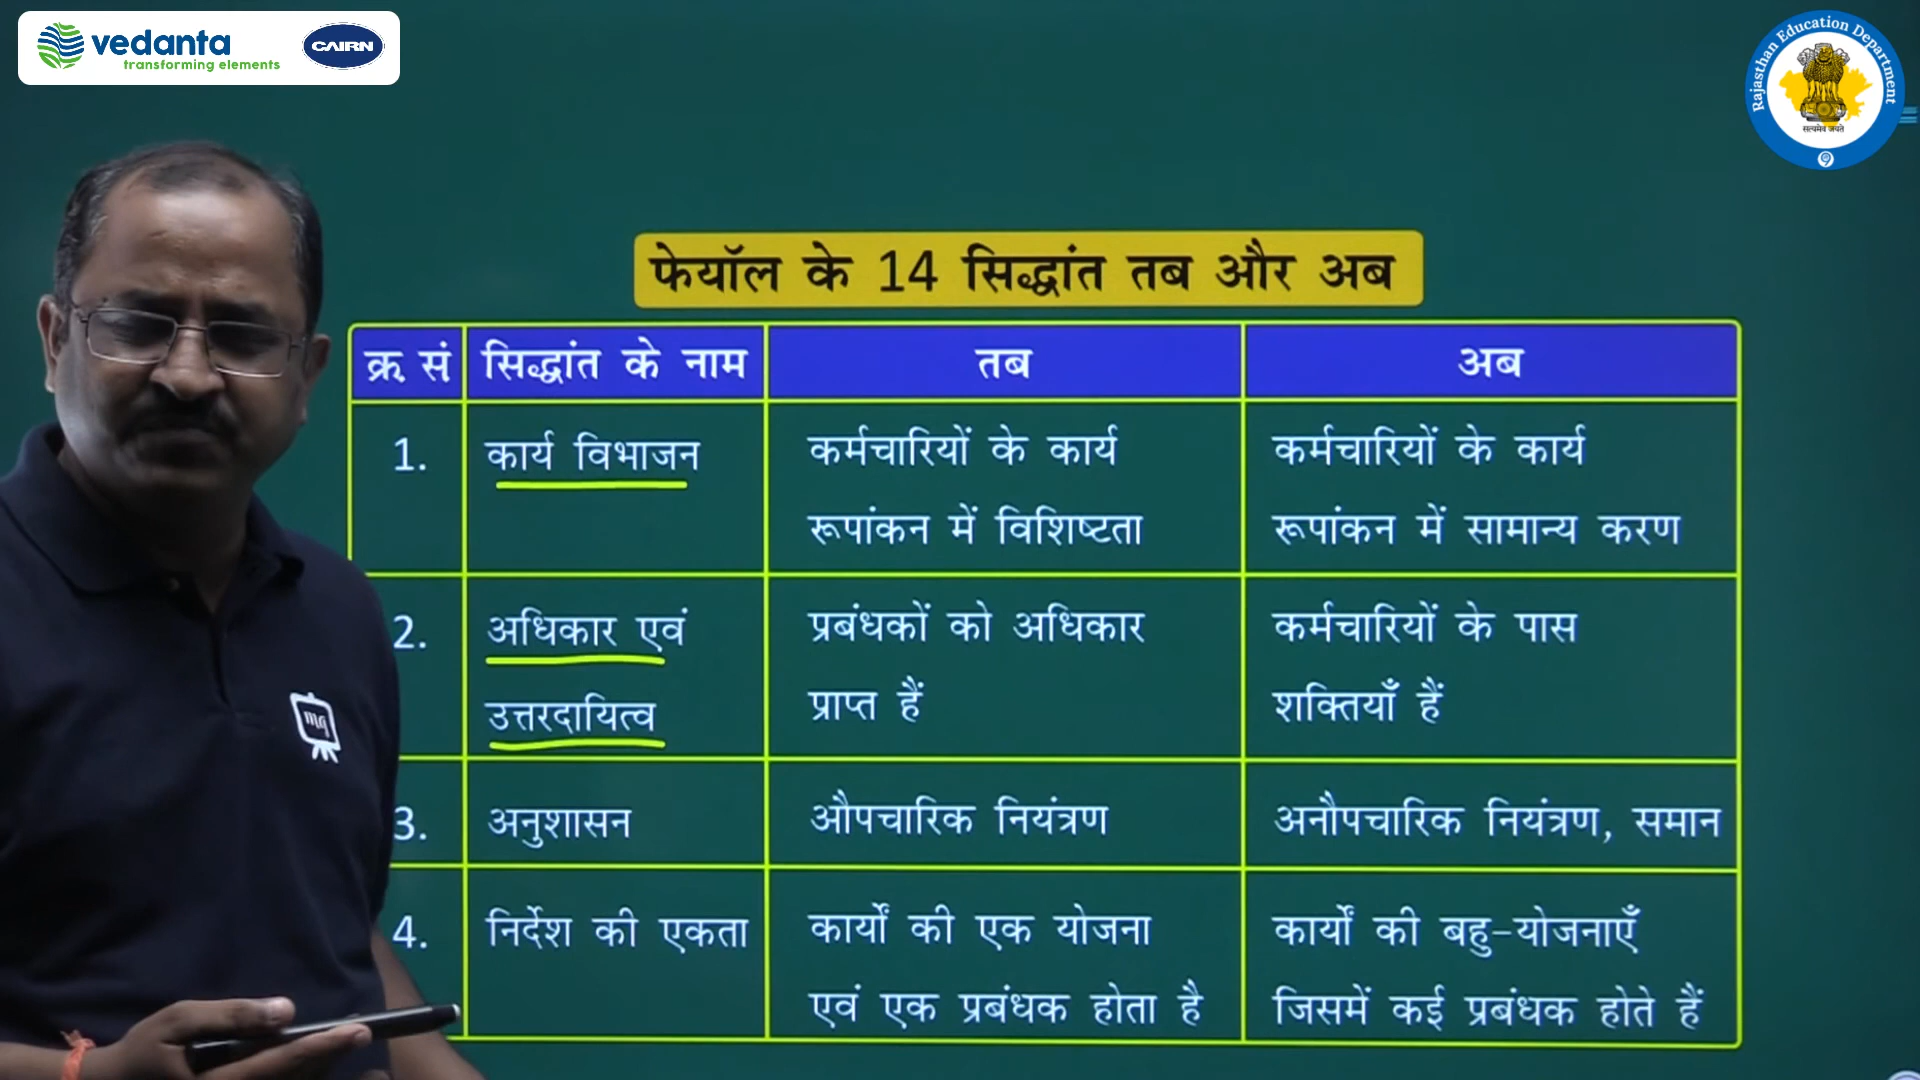 vedanta
transforming elements
CAIRN
Rajasthan Education Department
सत्यमेव जयते
फेयॉल के 14 सिद्धांत तब और अब
क्र. सं. सिद्धांत के नाम तब अब
1. कार्य विभाजन कर्मचारियों के कार्य कर्मचारियों के कार्य
रूपांकन में विशिष्टता रूपांकन में सामान्य करण
2. अधिकार एवं प्रबंधकों को अधिकार कर्मचारियों के पास
उत्तरदायित्व प्राप्त हैं शक्तियाँ हैं
3. अनुशासन औपचारिक नियंत्रण अनौपचारिक नियंत्रण, समान
4. निर्देश की एकता कार्यों की एक योजना कार्यों की बहु-योजनाएँ
एवं एक प्रबंधक होता है जिसमें कई प्रबंधक होते हैं